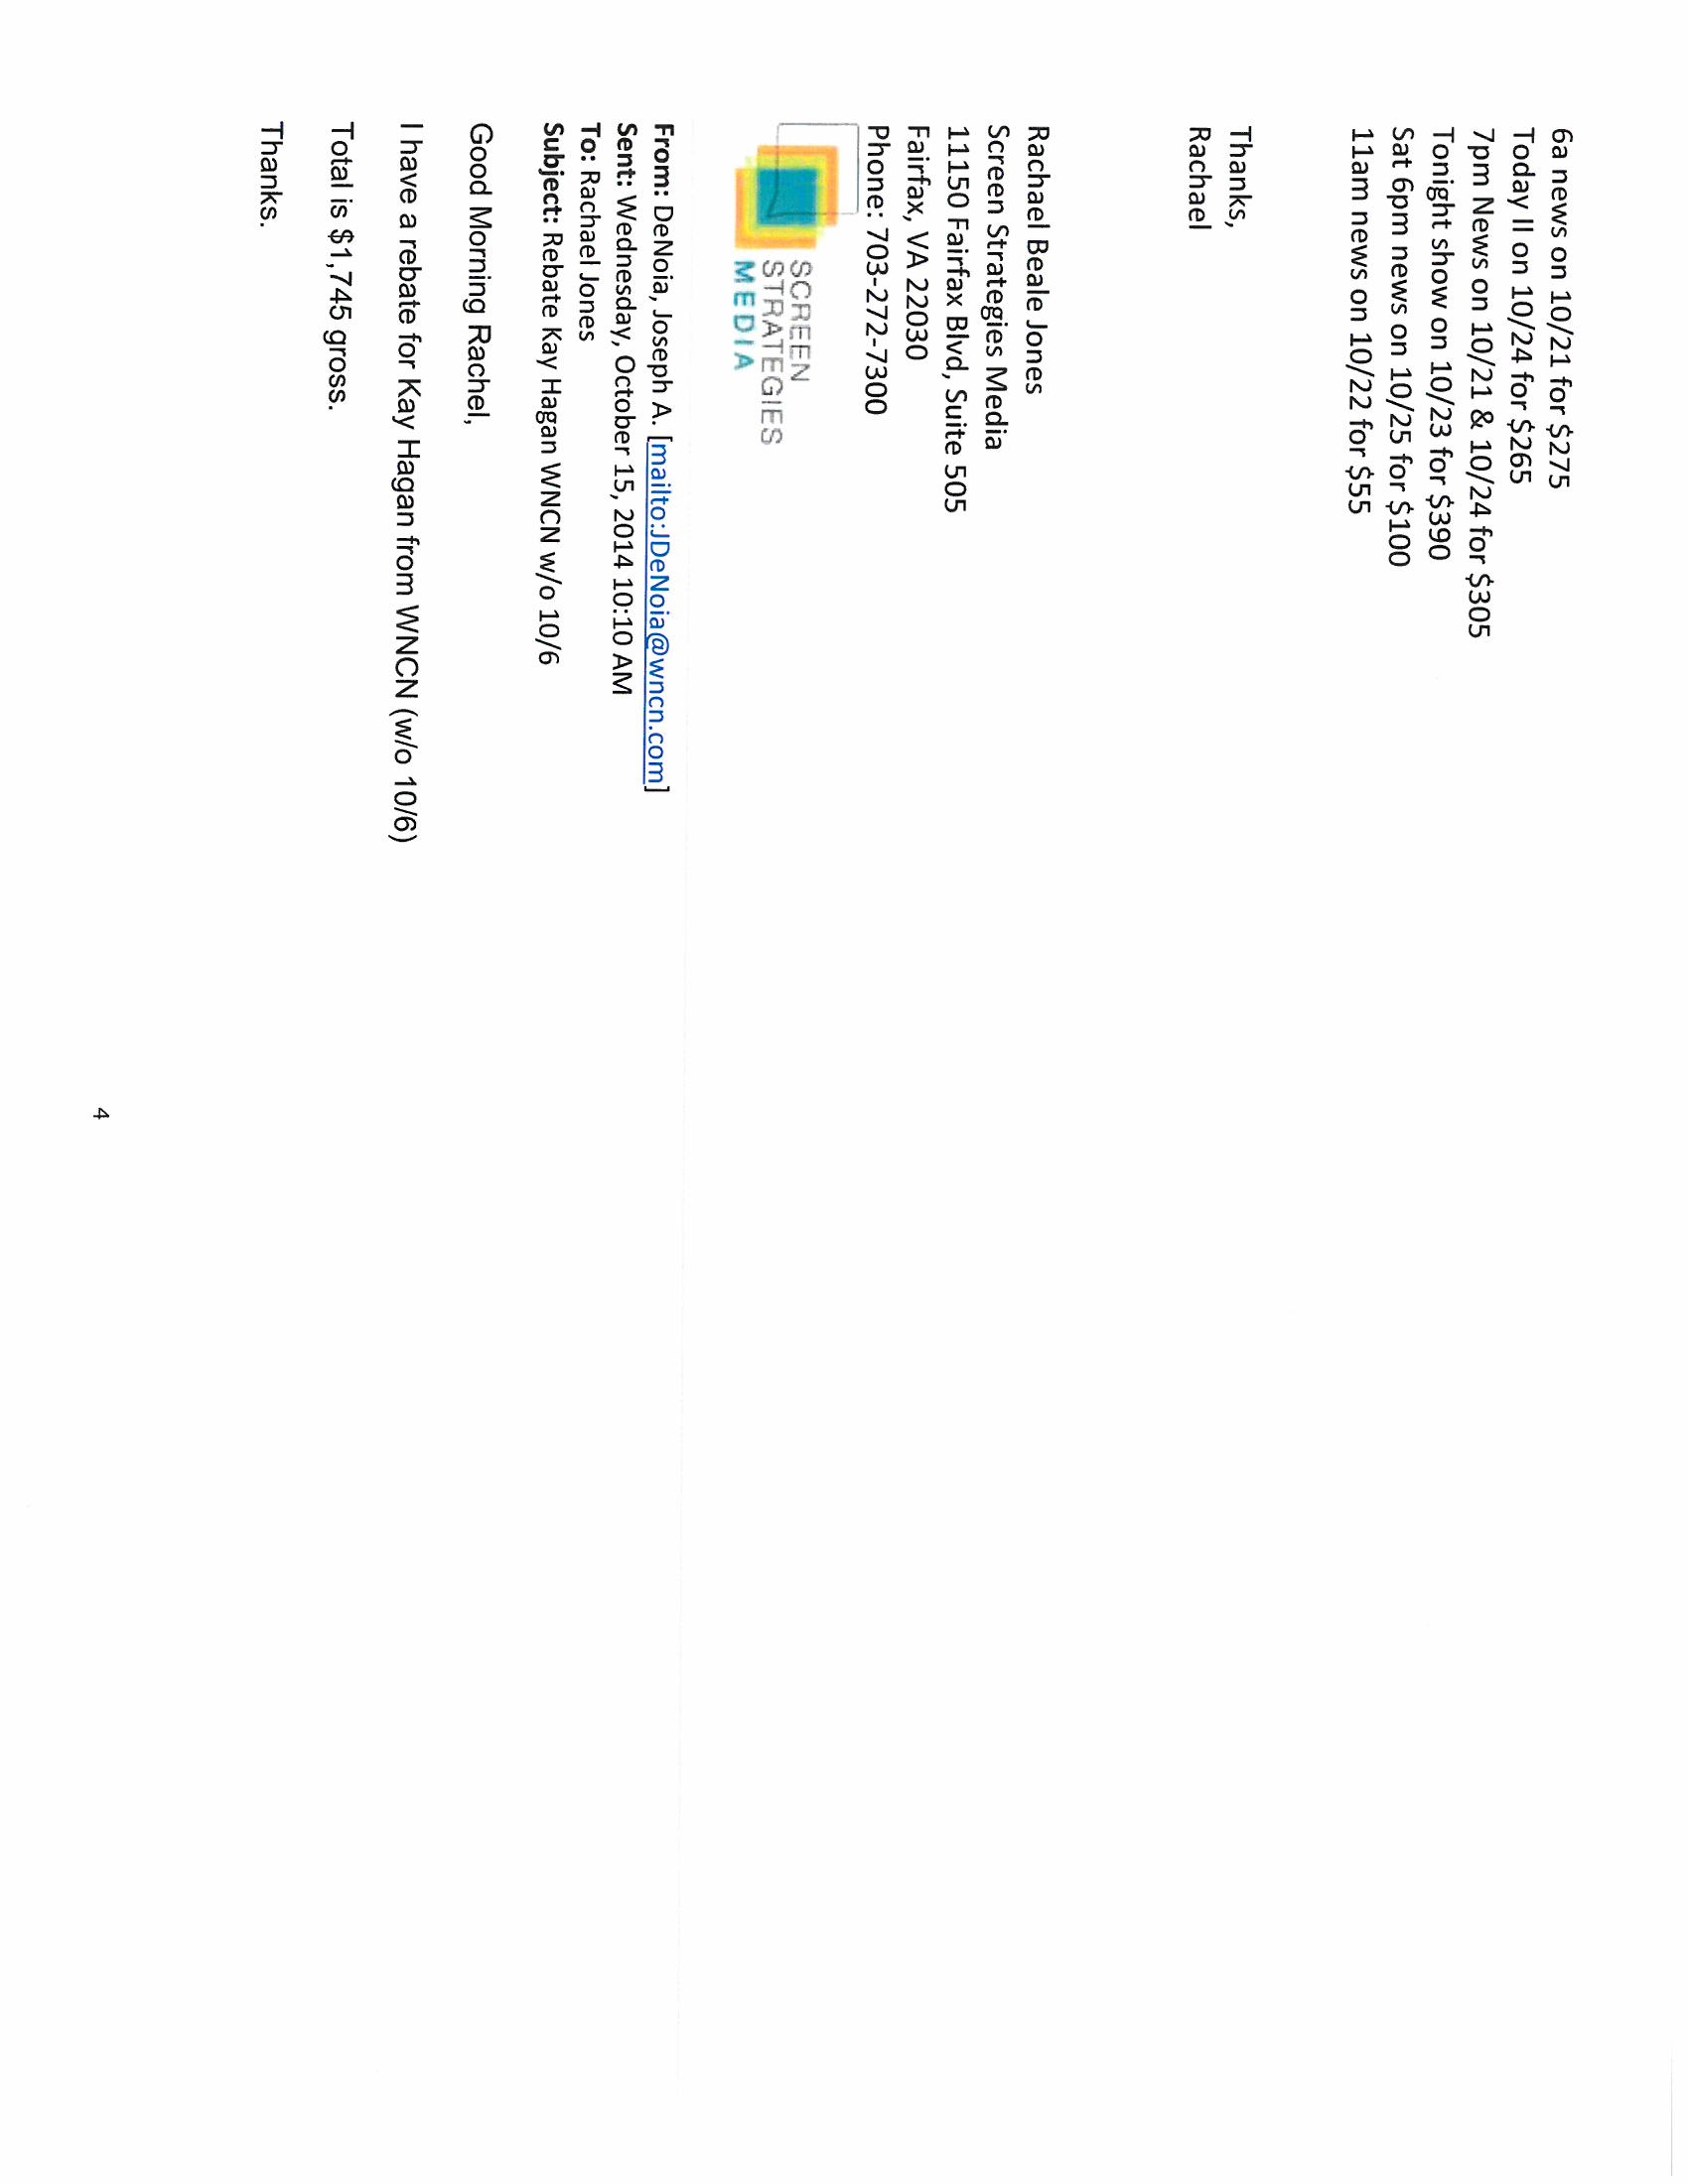 6a news on 10/21 for $275
Today II on 10/24 for $265
7pm News on 10/21 & 10/24 for $305
Tonight show on 10/23 for $390
Sat 6pm news on 10/25 for $100
11am news on 10/22 for $55
Thanks,
Rachael
Rachael Beale Jones
Screen Strategies Media
11150 Fairfax Blvd, Suite 505
Fairfax, VA 22030
Phone: 703-272-7300
SCREEN
STRATEGIES
MEDIA
From: DeNoia, Joseph A. [mailto:JDeNoia@wncn.com]
Sent: Wednesday, October 15, 2014 10:10 AM
To: Rachael Jones
Subject: Rebate Kay Hagan WNCN w/o 10/6
Good Morning Rachel,
I have a rebate for Kay Hagan from WNCN (w/o 10/6)
Total is $1,745 gross.
Thanks.
4